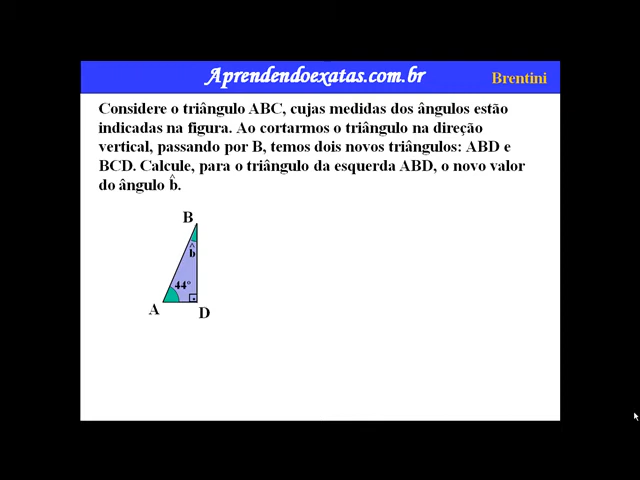 Aprendendoexatas.com.br
Brentini
Considere o triângulo ABC, cujas medidas dos ângulos estão
indicadas na figura. Ao cortarmos o triângulo na direção
vertical, passando por B, temos dois novos triângulos: ABD e
BCD. Calcule, para o triângulo da esquerda ABD, o novo valor
do ângulo b̂.
B
b̂
44º
A
D